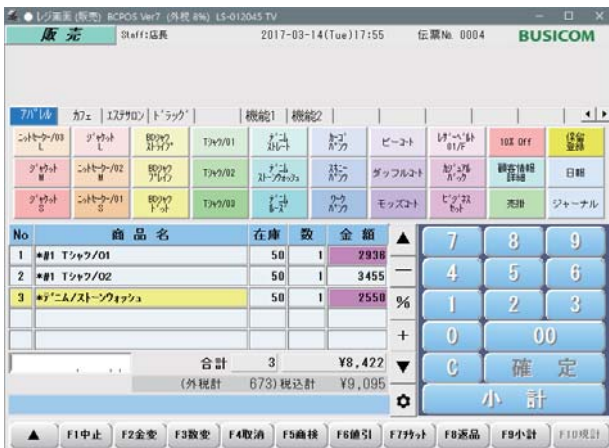 レジ画面 (販売) BCPOS Ver7 (外税 8%) LS-012045 TV
販 売 Staff:店長 2017-03-14(Tue)17:55 伝票No. 0004 BUSICOM
アパレル カフェ エステサロン ドラッグ 機能1 機能2
ニットセーター/03 L ジャケット L BDシャツ ストライプ Tシャツ/01 デニム ストレート カーゴ パンツ ピーコート レザーベルト 01/F 10% Off 保留 登録
ジャケット M ニットセーター/02 M BDシャツ プレイン Tシャツ/02 デニム ストーンウォッシュ スキニー パンツ ダッフルコート カジュアル バッグ 顧客情報 詳細 日報
ジャケット S ニットセーター/01 S BDシャツ ドット Tシャツ/03 デニム ルーズ ワーク パンツ モッズコート ビジネス セット 売掛 ジャーナル
No 商 品 名 在庫 数 金 額 ▲ 7 8 9
1 *#1 Tシャツ/01 50 1 2936
2 *#1 Tシャツ/02 50 1 3455 － 4 5 6
3 *デニム/ストーンウォッシュ 50 1 2550 % 1 2 3
+ 0 00
合計 3 ¥8,422 ▼ C 確 定
(外税計 673) 税込計 ¥9,095
小 計
▲ F1中止 F2金変 F3数変 F4取消 F5商検 F6値引 F7チケット F8返品 F9小計 F10現計